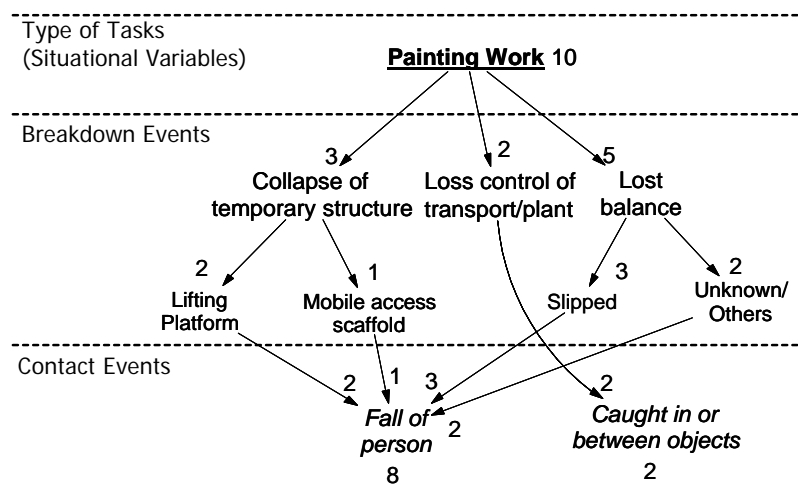 Type of Tasks
(Situational Variables)
Painting Work 10
Breakdown Events
3
2
5
Collapse of
temporary structure
Loss control of
transport/plant
Lost
balance
2
1
3
2
Lifting
Platform
Mobile access
scaffold
Slipped
Unknown/
Others
Contact Events
2
1
3
2
2
Fall of
person
8
Caught in or
between objects
2